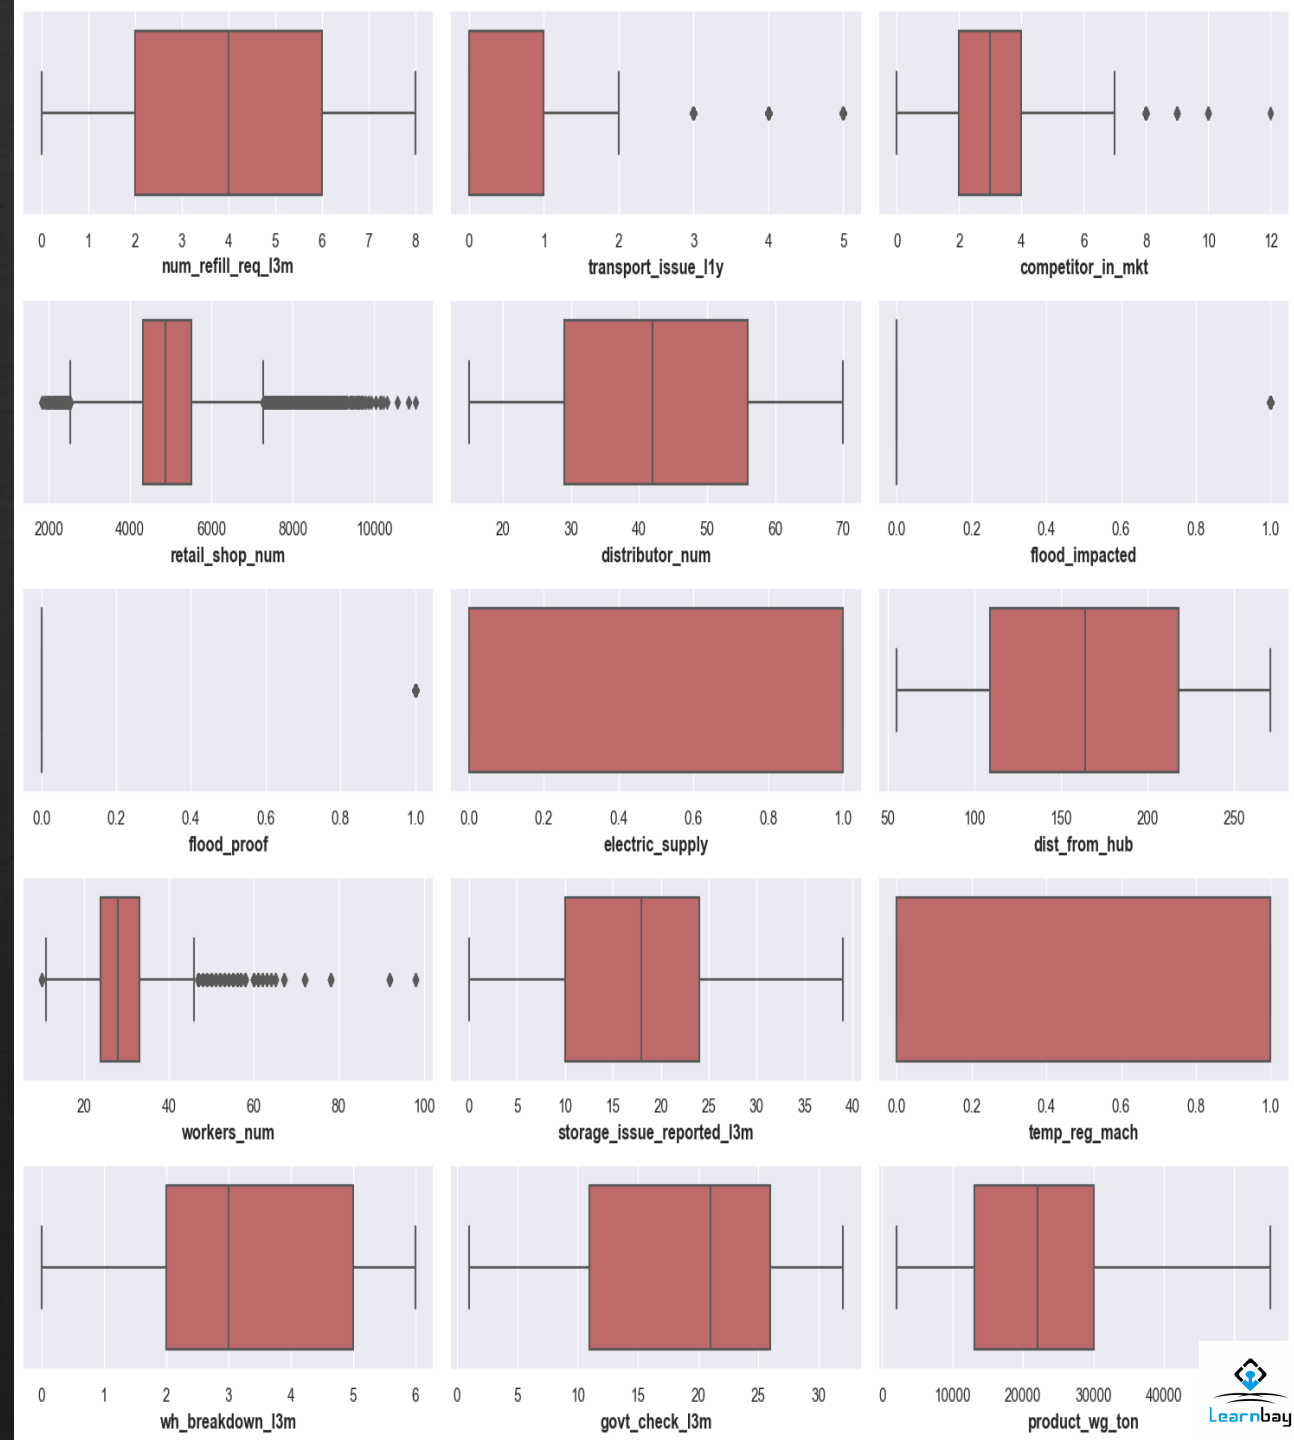 0 1 2 3 4 5 6 7 8
num_refill_req_l3m
0 1 2 3 4 5
transport_issue_l1y
0 2 4 6 8 10 12
competitor_in_mkt
2000 4000 6000 8000 10000
retail_shop_num
20 30 40 50 60 70
distributor_num
0.0 0.2 0.4 0.6 0.8 1.0
flood_impacted
0.0 0.2 0.4 0.6 0.8 1.0
flood_proof
0.0 0.2 0.4 0.6 0.8 1.0
electric_supply
50 100 150 200 250
dist_from_hub
20 40 60 80 100
workers_num
0 5 10 15 20 25 30 35 40
storage_issue_reported_l3m
0.0 0.2 0.4 0.6 0.8 1.0
temp_reg_mach
0 1 2 3 4 5 6
wh_breakdown_l3m
0 5 10 15 20 25 30
govt_check_l3m
0 10000 20000 30000 40000
product_wg_ton
Learnbay